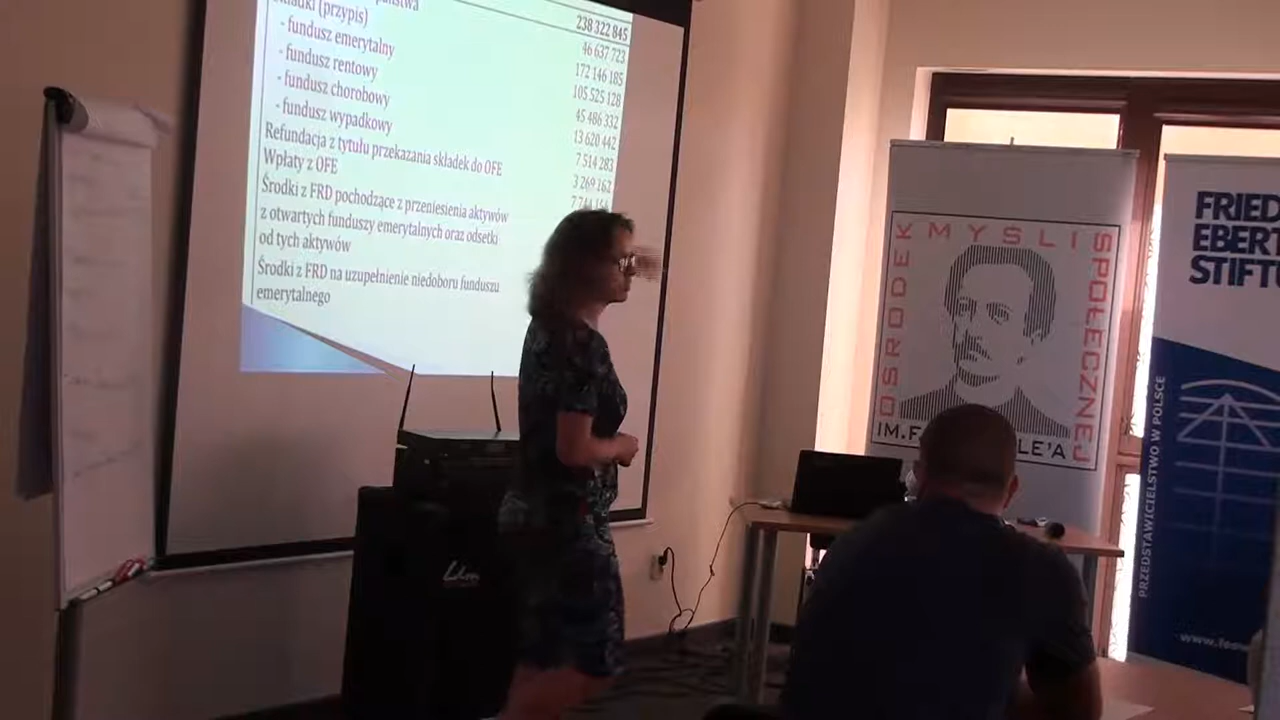 (przypis)
- fundusz emerytalny
- fundusz rentowy
- fundusz chorobowy
- fundusz wypadkowy
Refundacja z tytułu przekazania składek do OFE
Wpłaty z OFE
Środki z FRD pochodzące z przeniesienia aktywów
z otwartych funduszy emerytalnych oraz odsetki
od tych aktywów
Środki z FRD na uzupełnienie niedoboru funduszu
emerytalnego
238 322 845
46 637 723
172 146 185
105 525 128
45 486 332
13 620 442
7 514 283
3 269 162
OŚRODEK
MYŚLI
SPOŁECZNEJ
IM.F
LE'A
FRIED
EBERT
STIFTU
PRZEDSTAWICIELSTWO W POLSCE